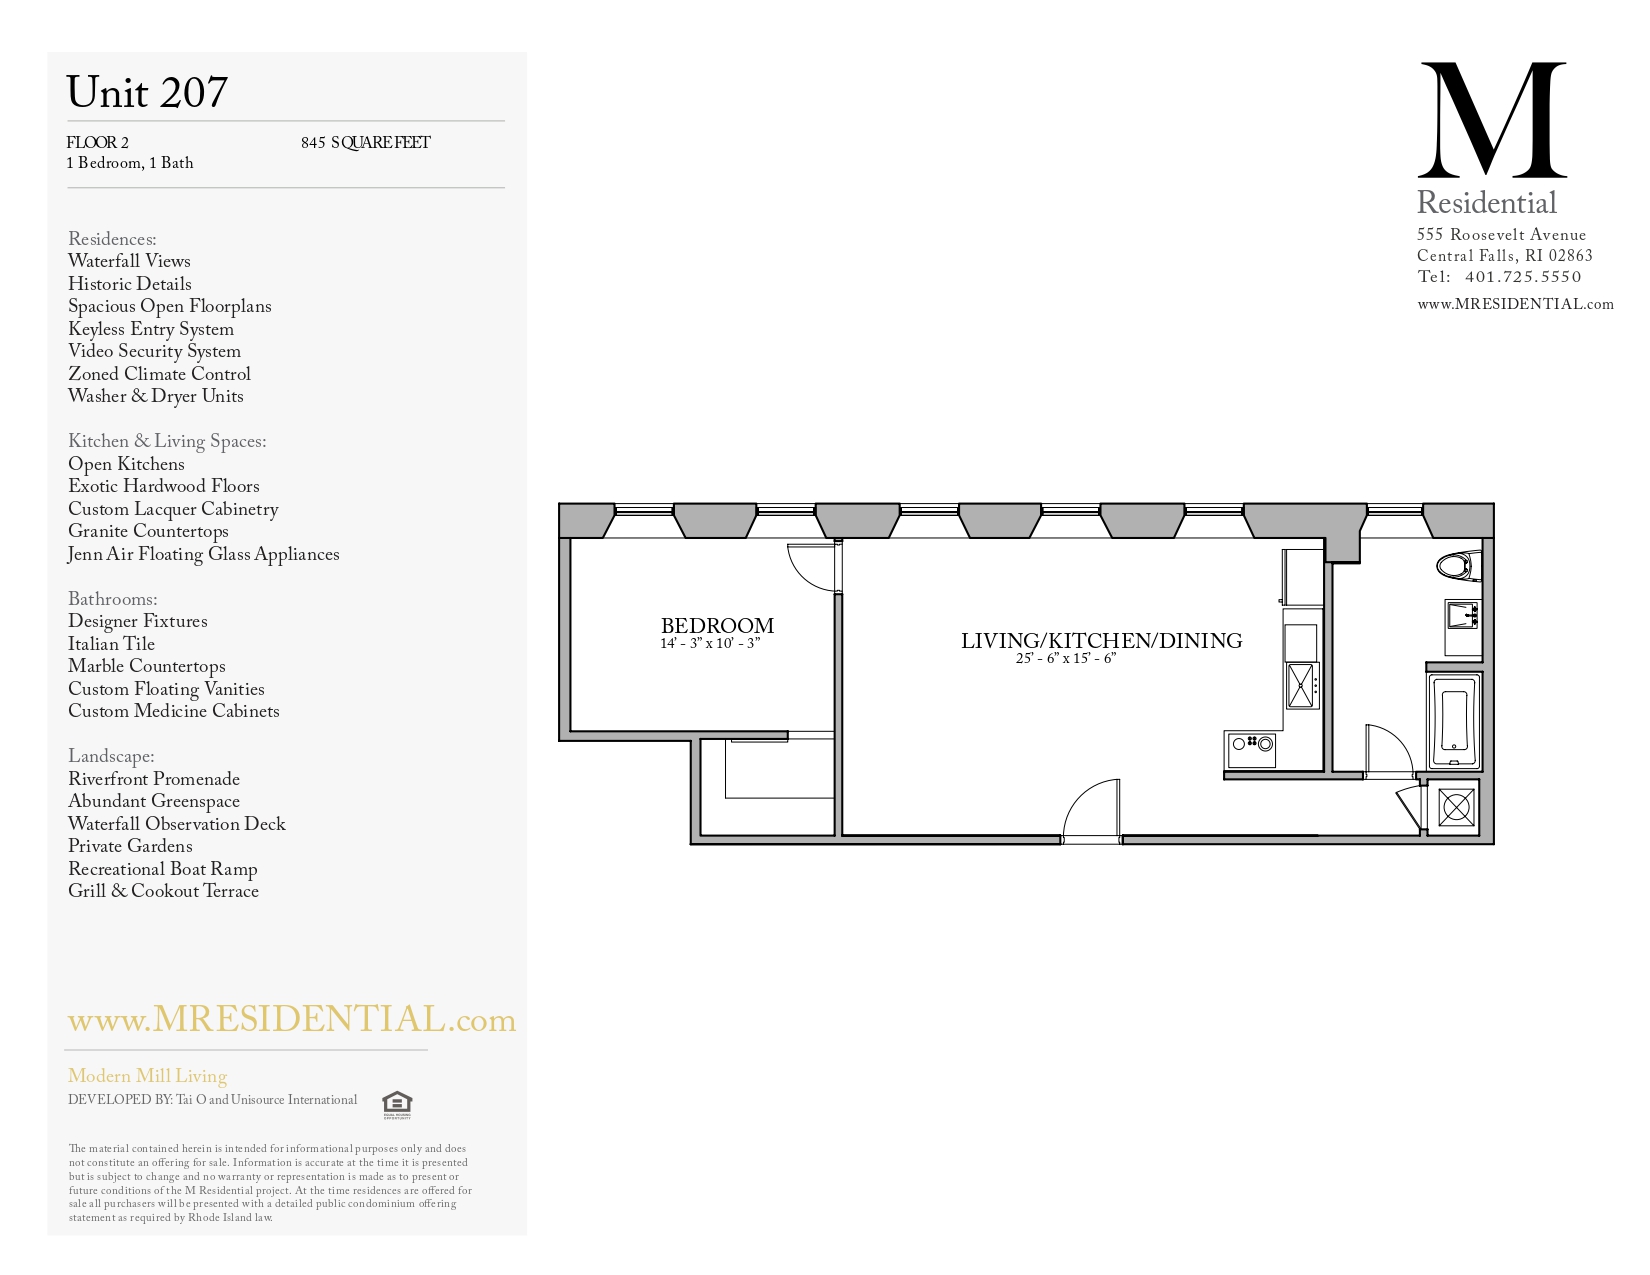 Unit 207
FLOOR 2
845 SQUARE FEET
1 Bedroom, 1 Bath
Residences:
Waterfall Views
Historic Details
Spacious Open Floorplans
Keyless Entry System
Video Security System
Zoned Climate Control
Washer & Dryer Units
Kitchen & Living Spaces:
Open Kitchens
Exotic Hardwood Floors
Custom Lacquer Cabinetry
Granite Countertops
Jenn Air Floating Glass Appliances
Bathrooms:
Designer Fixtures
Italian Tile
Marble Countertops
Custom Floating Vanities
Custom Medicine Cabinets
Landscape:
Riverfront Promenade
Abundant Greenspace
Waterfall Observation Deck
Private Gardens
Recreational Boat Ramp
Grill & Cookout Terrace
www.MRESIDENTIAL.com
Modern Mill Living
DEVELOPED BY: Tai O and Unisource International
EQUAL HOUSING
OPPORTUNITY
The material contained herein is intended for informational purposes only and does
not constitute an offering for sale. Information is accurate at the time it is presented
but is subject to change and no warranty or representation is made as to present or
future conditions of the M Residential project. At the time residences are offered for
sale all purchasers will be presented with a detailed public condominium offering
statement as required by Rhode Island law.
M
Residential
555 Roosevelt Avenue
Central Falls, RI 02863
Tel: 401.725.5550
www.MRESIDENTIAL.com
BEDROOM
14' - 3" x 10' - 3"
LIVING/KITCHEN/DINING
25' - 6" x 15' - 6"